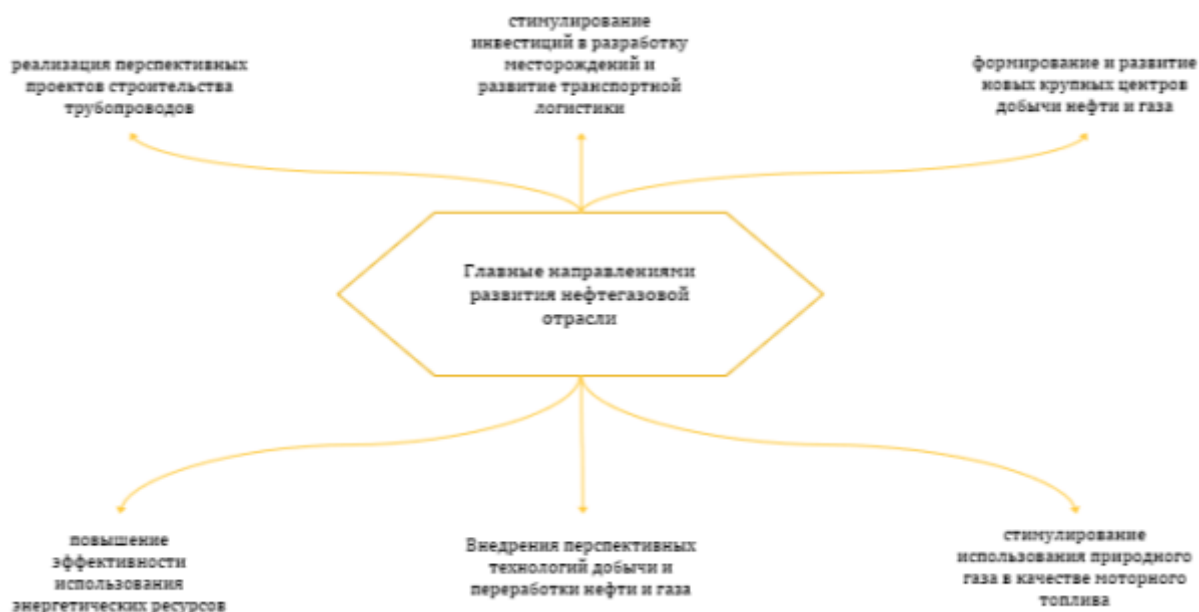 реализация перспективных
проектов строительства
трубопроводов
стимулирование
инвестиций в разработку
месторождений и
развитие транспортной
логистики
формирование и развитие
новых крупных центров
добычи нефти и газа
Главные направлениями
развития нефтегазовой
отрасли
повышение
эффективности
использования
энергетических ресурсов
Внедрения перспективных
технологий добычи и
переработки нефти и газа
стимулирование
использования природного
газа в качестве моторного
топлива